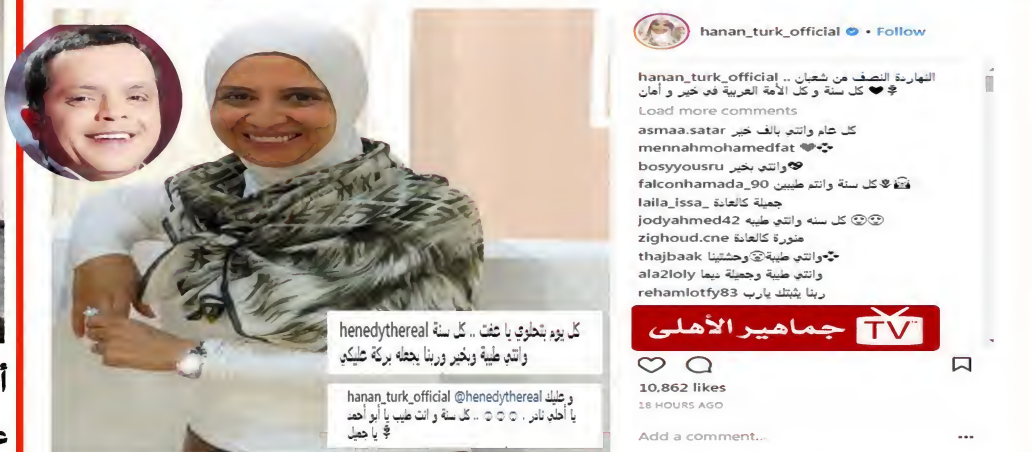 hanan_turk_official • Follow
hanan_turk_official النهاردة النصف من شعبان ..
كل سنة و كل الأمة العربية في خير و أمان ❤🌷
Load more comments
asmaa.satar كل عام وانتي بالف خير
mennahmohamedfat
bosyyousru وانتي بخير
falconhamada_90 كل سنة وانتم طيبين
laila_issa_ جميلة كالعادة
jodyahmed42 كل سنه وانتي طيبه
zighoud.cne منورة كالعادة
thajbaak وانتي طيبة وحشتينا
ala2loly وانتي طيبة وجميلة ديما
rehamlotfy83 ربنا يثبتك يارب
جماهير الأهلى TV
10,862 likes
18 HOURS AGO
Add a comment...
henedythereal كل يوم بتحلوي يا عفت .. كل سنة
وانتي طيبة وبخير وربنا يجعله بركة عليكي
hanan_turk_official @henedythereal و عليك
يا أحلي نادر . ☺☺☺ .. كل سنة و انت طيب يا أبو أحمد
يا جميل 🌷
أ